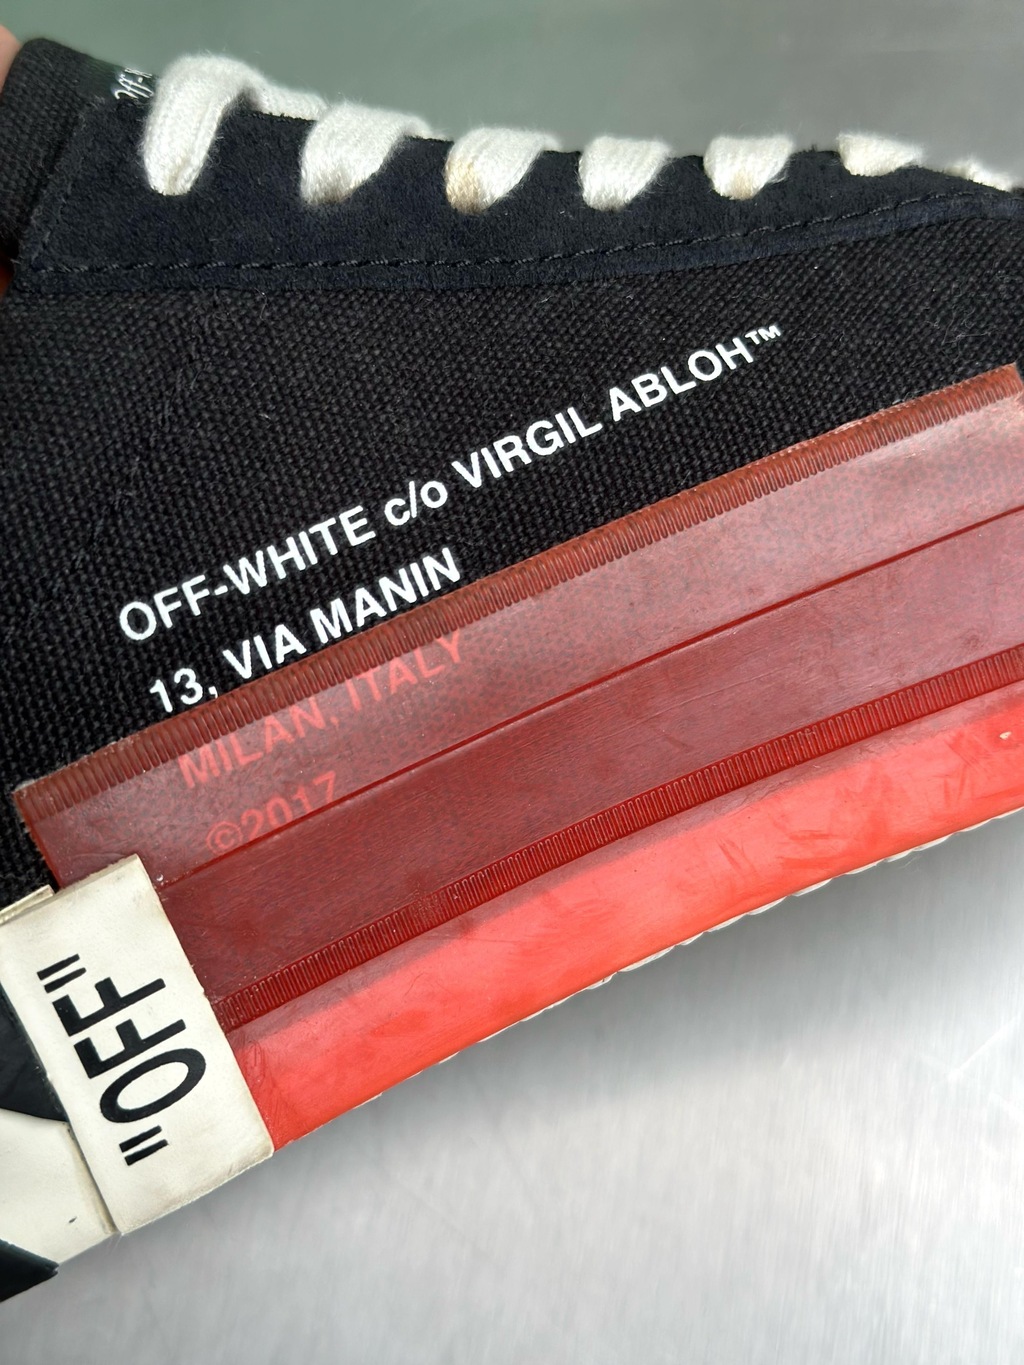 OFF-WHITE c/o VIRGIL ABLOH™
13, VIA MANIN
MILAN, ITALY
©2017
"OFF"